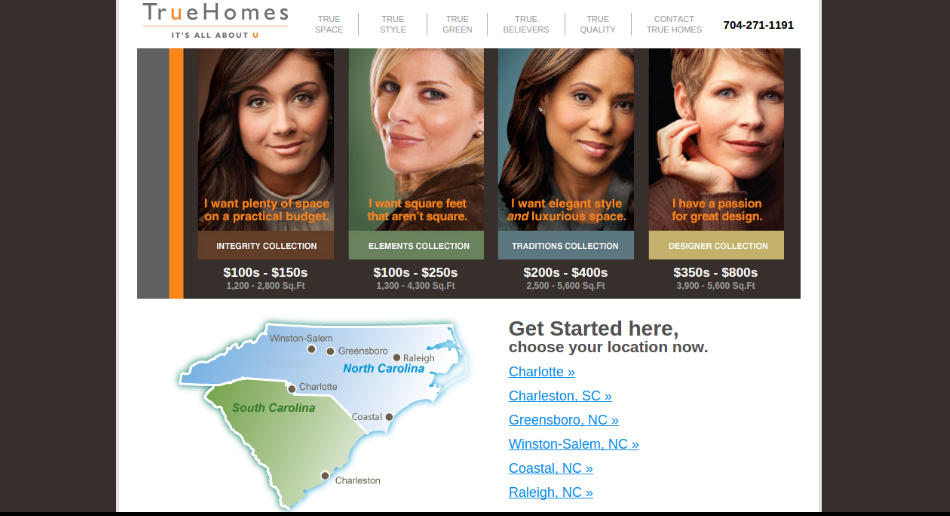 TrueHomes
IT'S ALL ABOUT U
TRUE SPACE
TRUE STYLE
TRUE GREEN
TRUE BELIEVERS
TRUE QUALITY
CONTACT TRUE HOMES
704-271-1191
I want plenty of space
on a practical budget.
INTEGRITY COLLECTION
$100s - $150s
1,200 - 2,800 Sq.Ft
I want square feet
that aren't square.
ELEMENTS COLLECTION
$100s - $250s
1,300 - 4,300 Sq.Ft
I want elegant style
and luxurious space.
TRADITIONS COLLECTION
$200s - $400s
2,500 - 5,600 Sq.Ft
I have a passion
for great design.
DESIGNER COLLECTION
$350s - $800s
3,900 - 5,600 Sq.Ft
Winston-Salem
Greensboro
Raleigh
North Carolina
Charlotte
South Carolina
Coastal
Charleston
Get Started here,
choose your location now.
Charlotte »
Charleston, SC »
Greensboro, NC »
Winston-Salem, NC »
Coastal, NC »
Raleigh, NC »